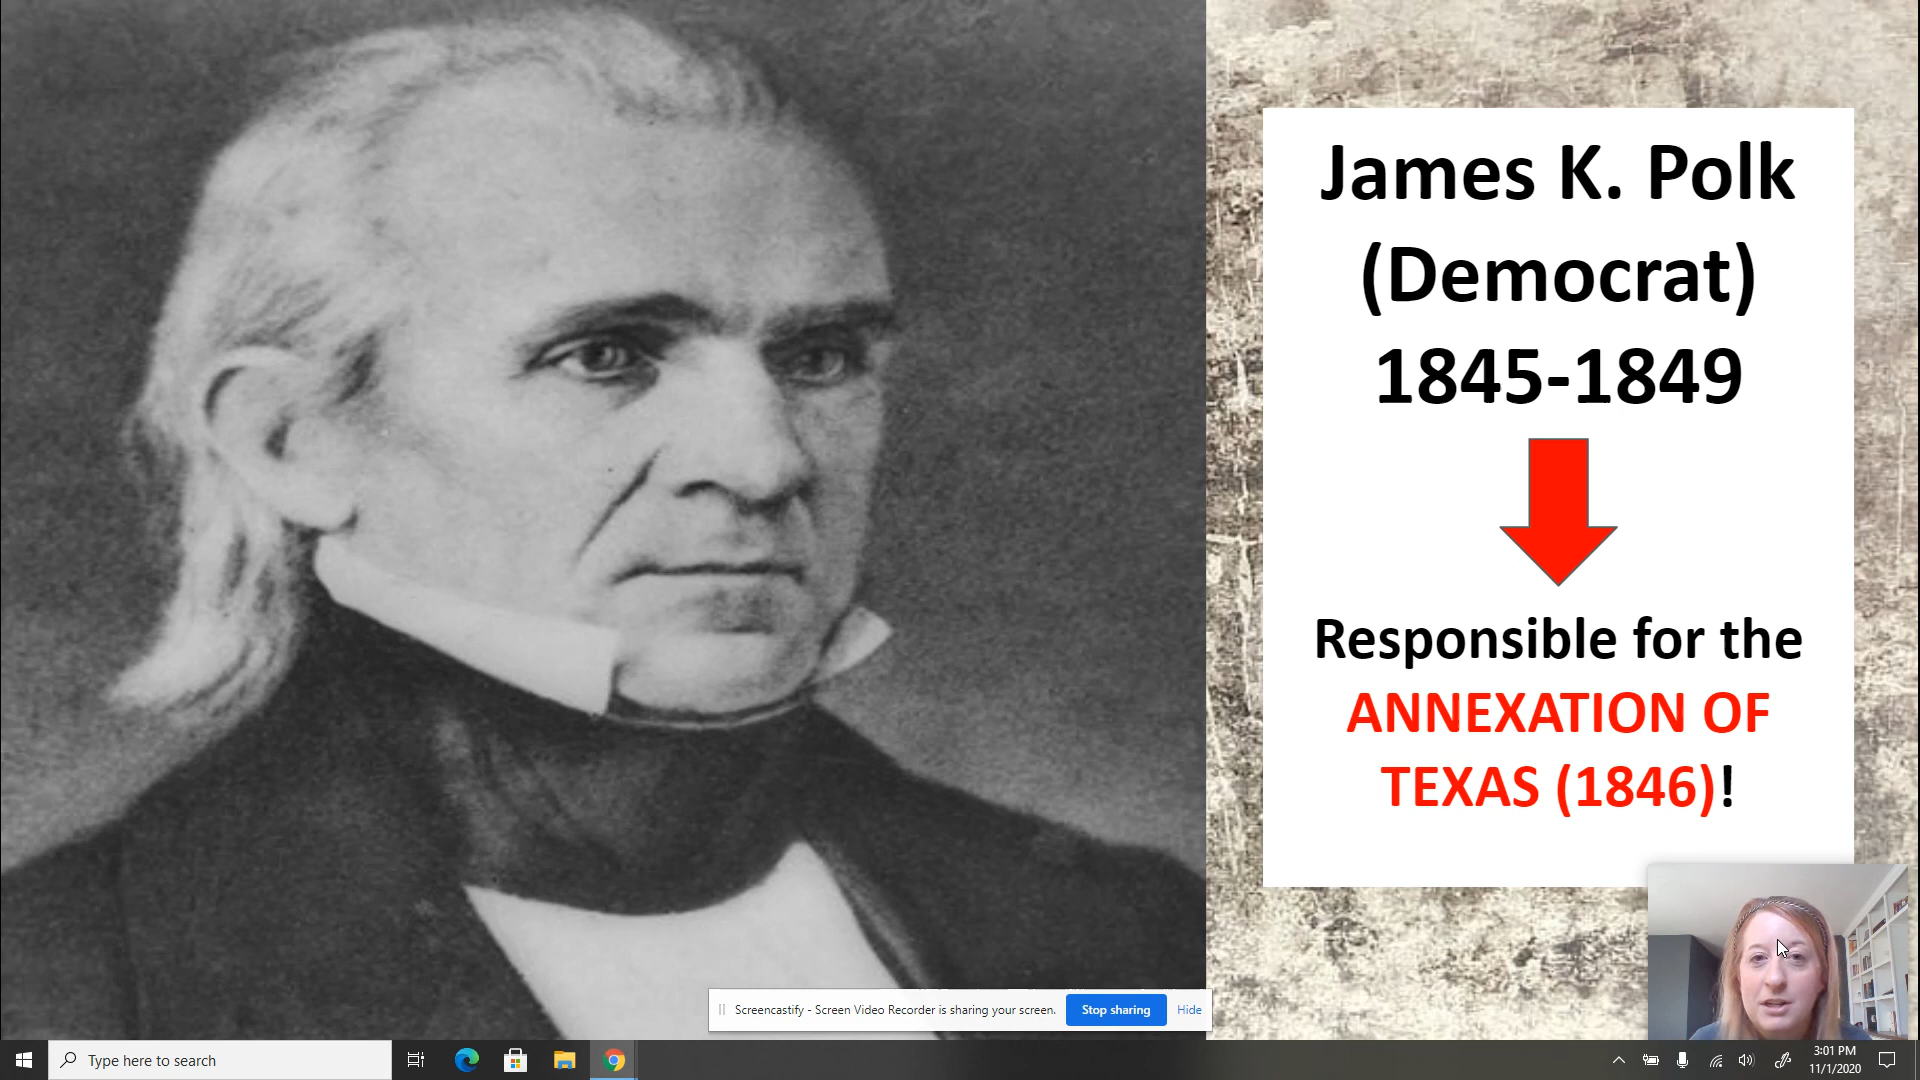 James K. Polk
(Democrat)
1845-1849
Responsible for the
ANNEXATION OF
TEXAS (1846)!
Screencastify - Screen Video Recorder is sharing your screen.
Stop sharing
Hide
Type here to search
3:01 PM
11/1/2020